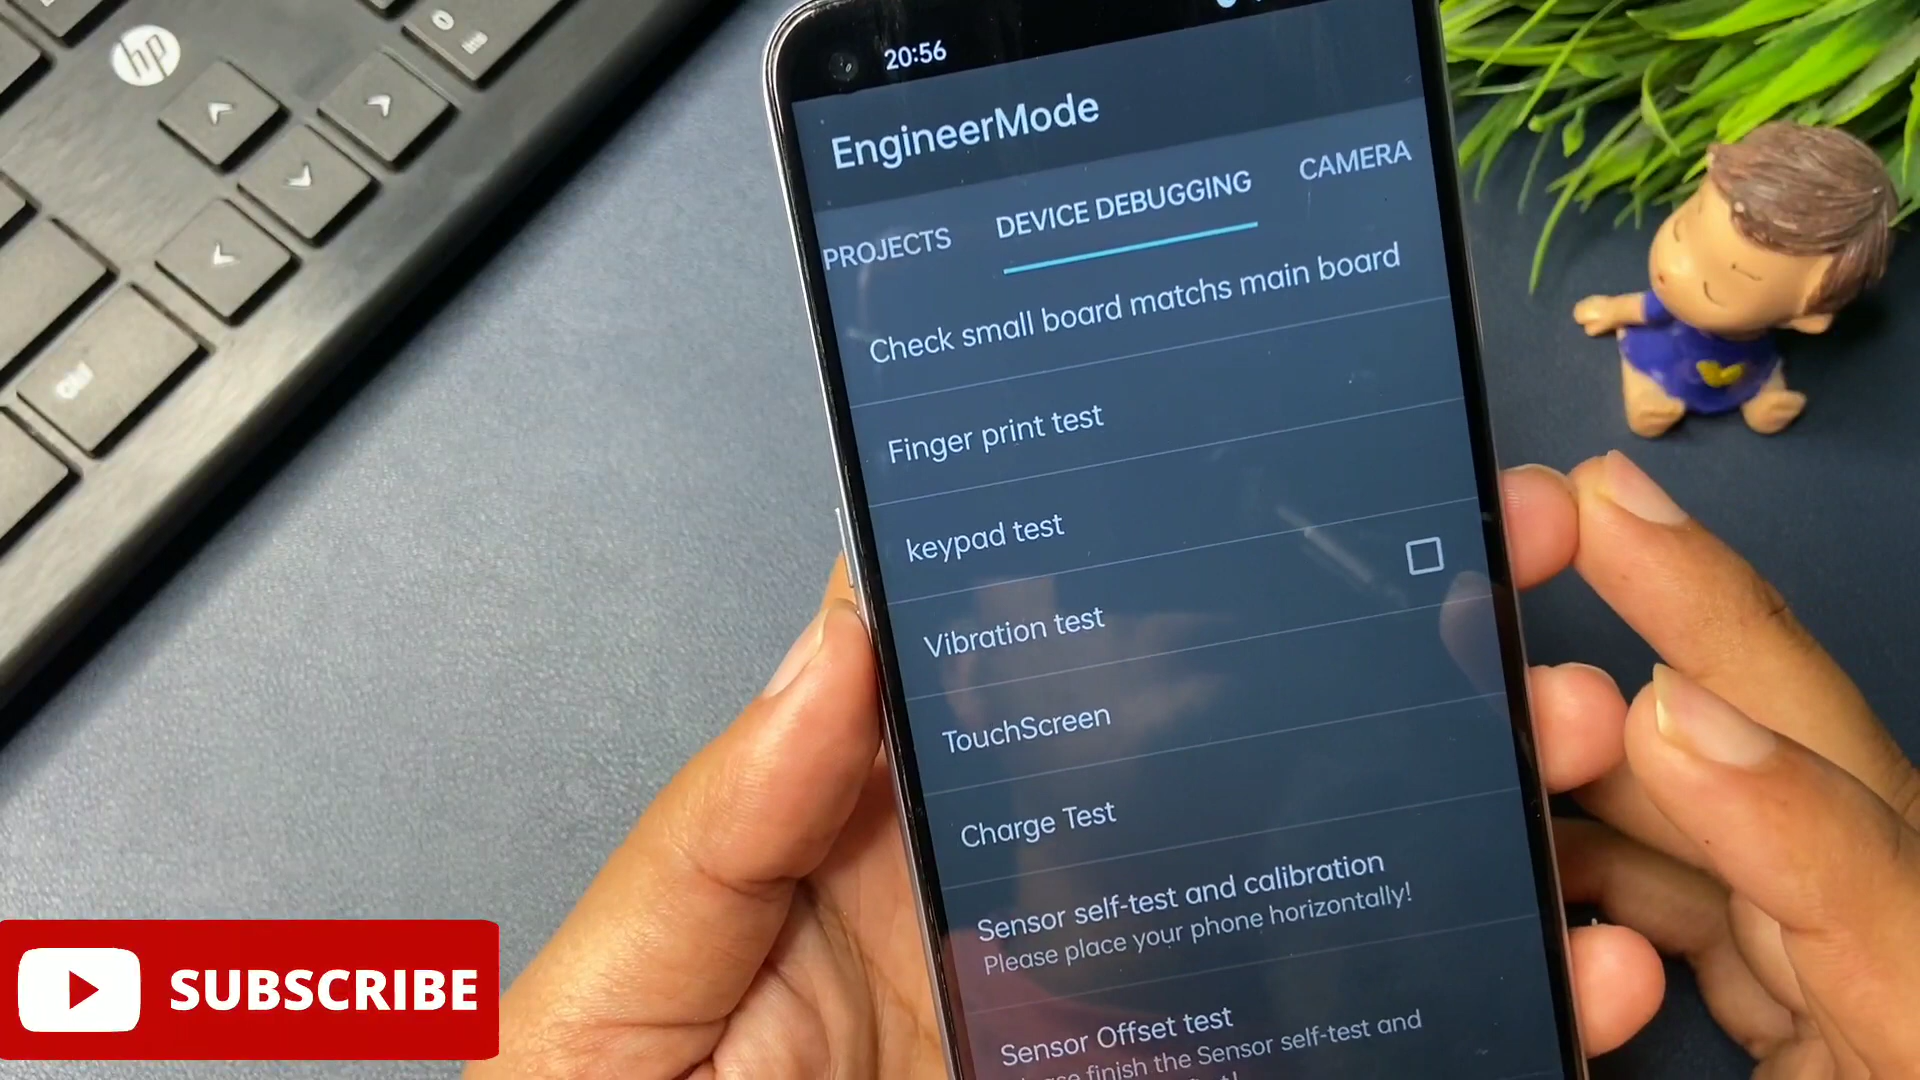 hp
Ctrl
20:56
EngineerMode
PROJECTS
DEVICE DEBUGGING
CAMERA
Check small board matchs main board
Finger print test
keypad test
Vibration test
TouchScreen
Charge Test
Sensor self-test and calibration
Please place your phone horizontally!
Sensor Offset test
finish the Sensor self-test and
SUBSCRIBE